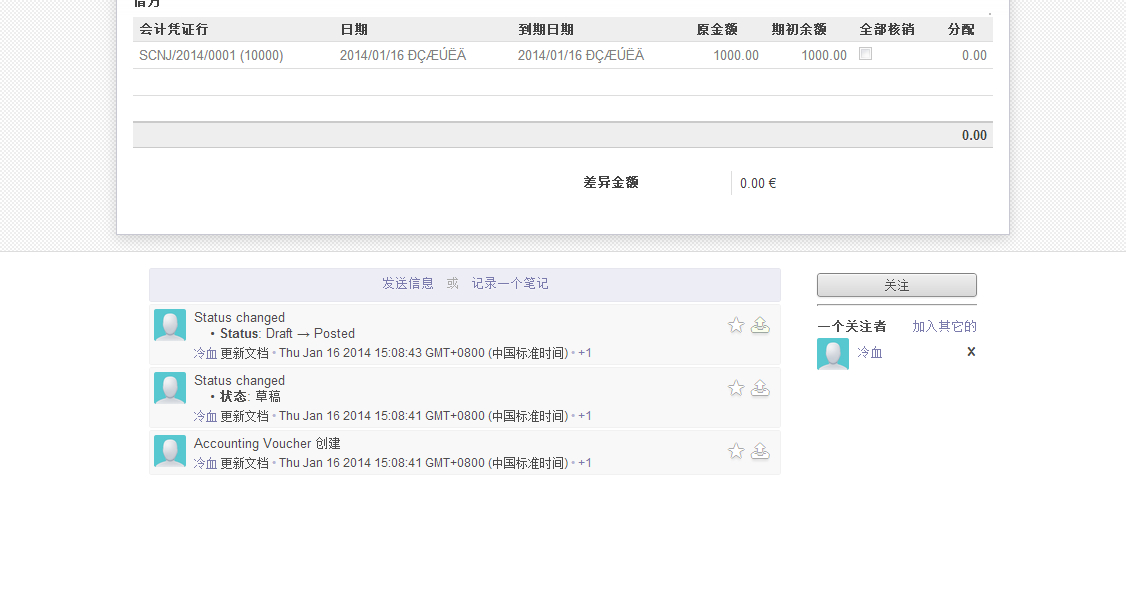 借方
会计凭证行 日期 到期日期 原金额 期初余额 全部核销 分配
SCNJ/2014/0001 (10000) 2014/01/16 ÐÇÆÚËÄ 2014/01/16 ÐÇÆÚËÄ 1000.00 1000.00 0.00
0.00
差异金额 0.00 €
发送信息 或 记录一个笔记
Status changed
• Status: Draft → Posted
冷血 更新文档 • Thu Jan 16 2014 15:08:43 GMT+0800 (中国标准时间) • +1
Status changed
• 状态: 草稿
冷血 更新文档 • Thu Jan 16 2014 15:08:41 GMT+0800 (中国标准时间) • +1
Accounting Voucher 创建
冷血 更新文档 • Thu Jan 16 2014 15:08:41 GMT+0800 (中国标准时间) • +1
关注
一个关注者 加入其它的
冷血 x